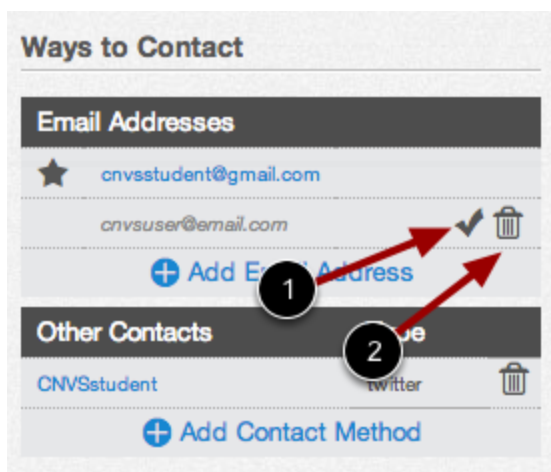 Ways to Contact
Email Addresses
cnvsstudent@gmail.com
cnvsuser@email.com
1
Add Address
2
Other Contacts
CNVSstudent twitter
Add Contact Method